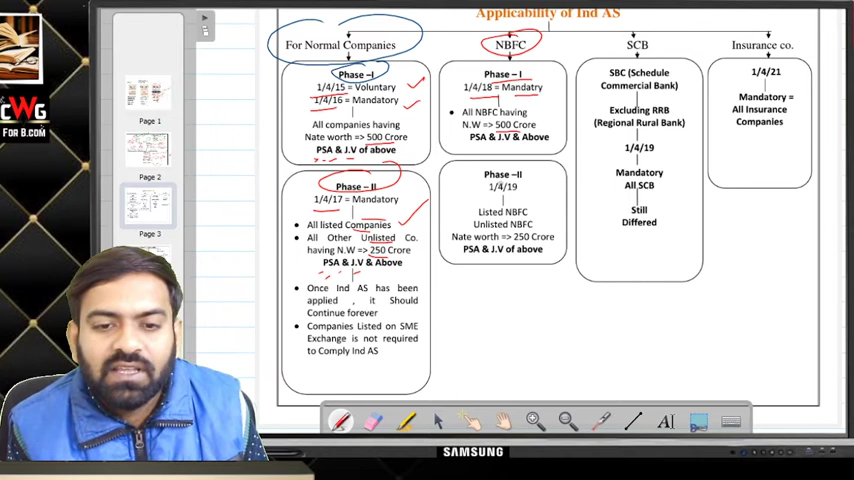 Applicability of Ind AS
For Normal Companies
NBFC
SCB
Insurance co.
Phase –I
1/4/15 = Voluntary
1/4/16 = Mandatory
All companies having
Nate worth => 500 Crore
PSA & J.V of above
Phase – II
1/4/17 = Mandatory
• All listed Companies
• All Other Unlisted Co.
having N.W => 250 Crore
PSA & J.V & Above
• Once Ind AS has been
applied , it Should
Continue forever
• Companies Listed on SME
Exchange is not required
to Comply Ind AS
Phase –I
1/4/18 = Mandatry
• All NBFC having
N.W => 500 Crore
PSA & J.V & Above
Phase –II
1/4/19
Listed NBFC
Unlisted NBFC
Nate worth => 250 Crore
PSA & J.V of above
SBC (Schedule
Commercial Bank)
Excluding RRB
(Regional Rural Bank)
1/4/19
Mandatory
All SCB
Still
Differed
1/4/21
Mandatory =
All Insurance
Companies
Page 1
Page 2
Page 3
CWG
FOR B.COM
AI
SAMSUNG